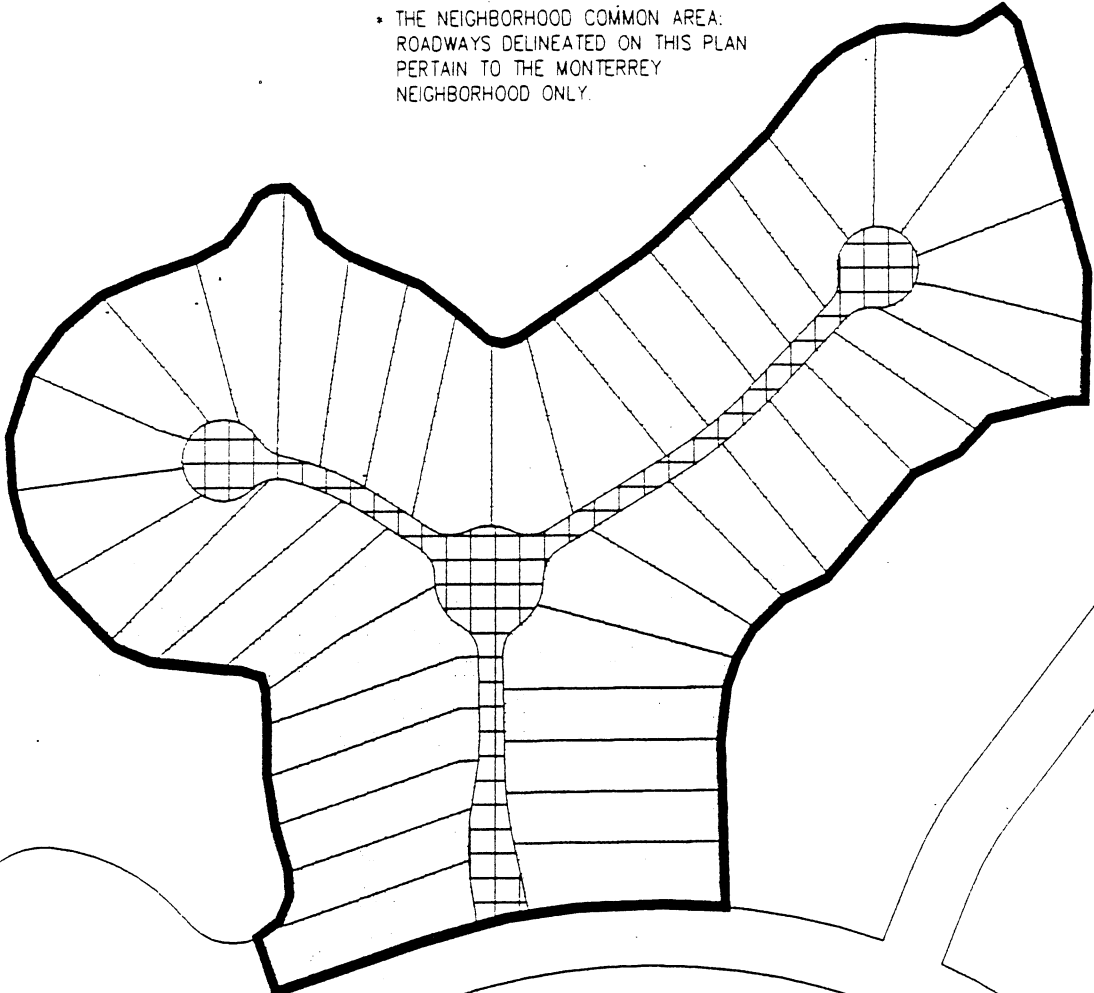 * THE NEIGHBORHOOD COMMON AREA:
ROADWAYS DELINEATED ON THIS PLAN
PERTAIN TO THE MONTERREY
NEIGHBORHOOD ONLY.